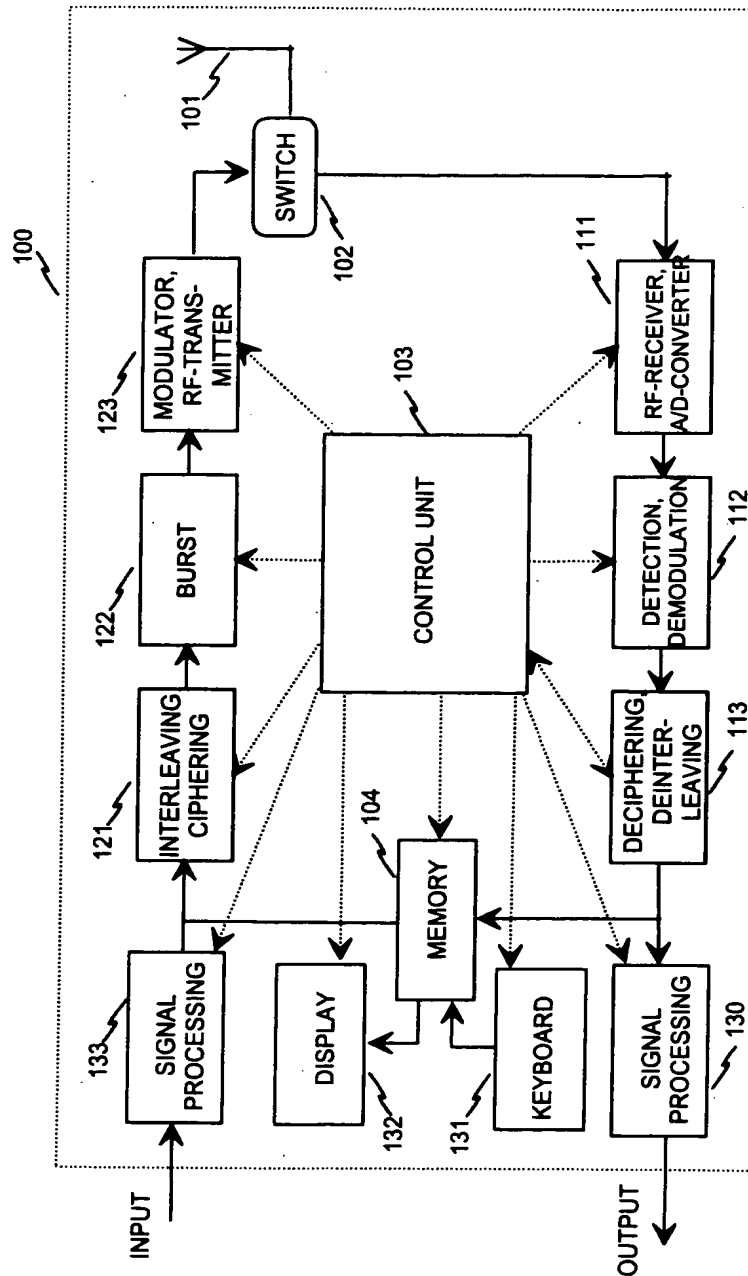 100
INPUT
133
SIGNAL
PROCESSING
121
INTERLEAVING
CIPHERING
122
BURST
123
MODULATOR,
RF-TRANS-
MITTER
101
SWITCH
102
132
DISPLAY
104
MEMORY
131
KEYBOARD
103
CONTROL UNIT
OUTPUT
130
SIGNAL
PROCESSING
113
DECIPHERING,
DEINTER-
LEAVING
112
DETECTION,
DEMODULATION
111
RF-RECEIVER,
A/D-CONVERTER